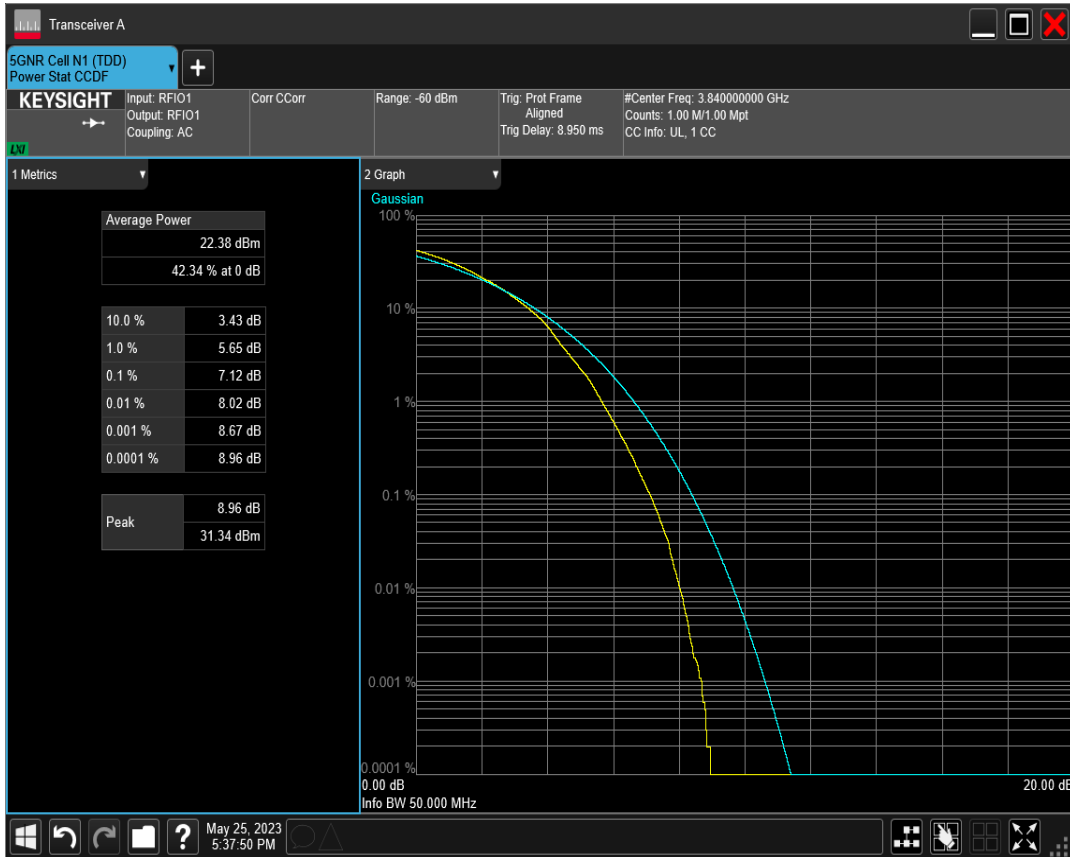 Transceiver A
5GNR Cell N1 (TDD)
Power Stat CCDF
+
KEYSIGHT
LXI
Input: RFIO1
Output: RFIO1
Coupling: AC
Corr CCorr
Range: -60 dBm
Trig: Prot Frame
Aligned
Trig Delay: 8.950 ms
#Center Freq: 3.840000000 GHz
Counts: 1.00 M/1.00 Mpt
CC Info: UL, 1 CC
1 Metrics
Average Power
22.38 dBm
42.34 % at 0 dB
10.0 % 3.43 dB
1.0 % 5.65 dB
0.1 % 7.12 dB
0.01 % 8.02 dB
0.001 % 8.67 dB
0.0001 % 8.96 dB
Peak
8.96 dB
31.34 dBm
2 Graph
Gaussian
100 %
10 %
1 %
0.1 %
0.01 %
0.001 %
0.0001 %
0.00 dB 20.00 dB
Info BW 50.000 MHz
?
May 25, 2023
5:37:50 PM